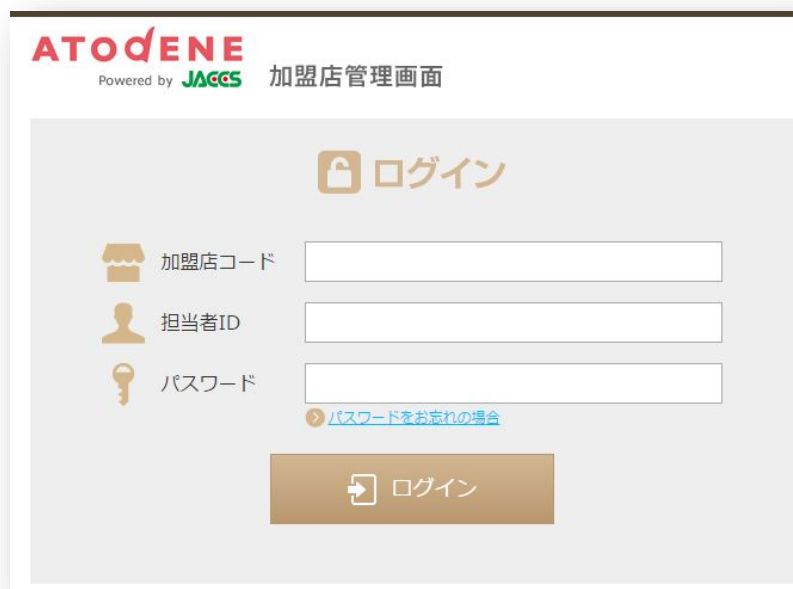 ATOdENE
Powered by JACCS 加盟店管理画面
ログイン
加盟店コード
担当者ID
パスワード
パスワードをお忘れの場合
ログイン